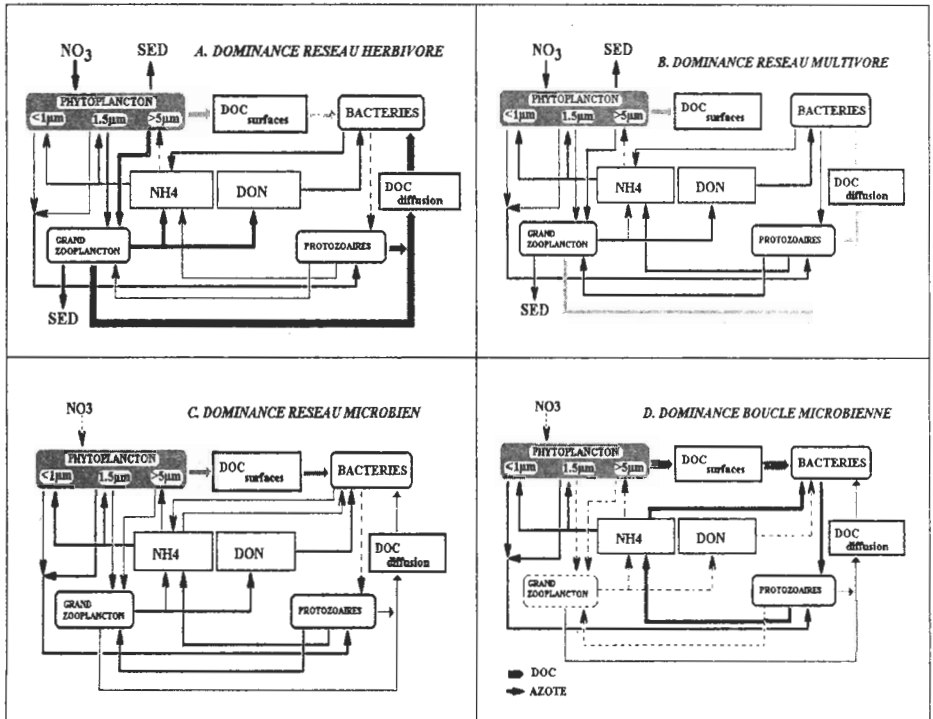 NO3 SED
A. DOMINANCE RESEAU HERBIVORE
PHYTOPLANCTON
<1µm 1.5µm >5µm
DOC surfaces
BACTERIES
NH4
DON
DOC diffusion
GRAND ZOOPLANCTON
PROTOZOAIRES
SED
NO3 SED
B. DOMINANCE RESEAU MULTIVORE
PHYTOPLANCTON
<1µm 1.5µm >5µm
DOC surfaces
BACTERIES
NH4
DON
DOC diffusion
GRAND ZOOPLANCTON
PROTOZOAIRES
SED
NO3
C. DOMINANCE RESEAU MICROBIEN
PHYTOPLANCTON
<1µm 1.5µm >5µm
DOC surfaces
BACTERIES
NH4
DON
DOC diffusion
GRAND ZOOPLANCTON
PROTOZOAIRES
NO3
D. DOMINANCE BOUCLE MICROBIENNE
PHYTOPLANCTON
<1µm 1.5µm >5µm
DOC surfaces
BACTERIES
NH4
DON
DOC diffusion
GRAND ZOOPLANCTON
PROTOZOAIRES
DOC
AZOTE